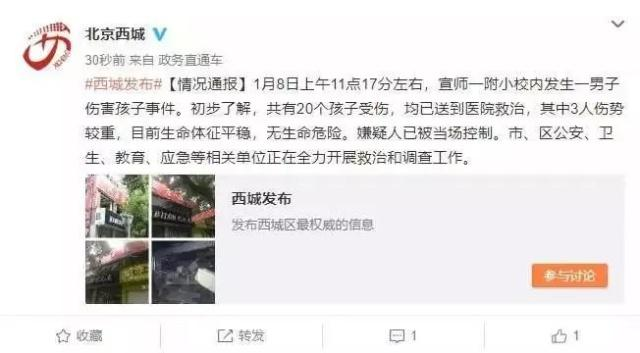 北京西城
30秒前 来自 政务直通车
#西城发布#【情况通报】1月8日上午11点17分左右，宣师一附小校内发生一男子
伤害孩子事件。初步了解，共有20个孩子受伤，均已送到医院救治，其中3人伤势
较重，目前生命体征平稳，无生命危险。嫌疑人已被当场控制。市、区公安、卫
生、教育、应急等相关单位正在全力开展救治和调查工作。
西城发布
发布西城区最权威的信息
参与讨论
收藏
转发
1
1